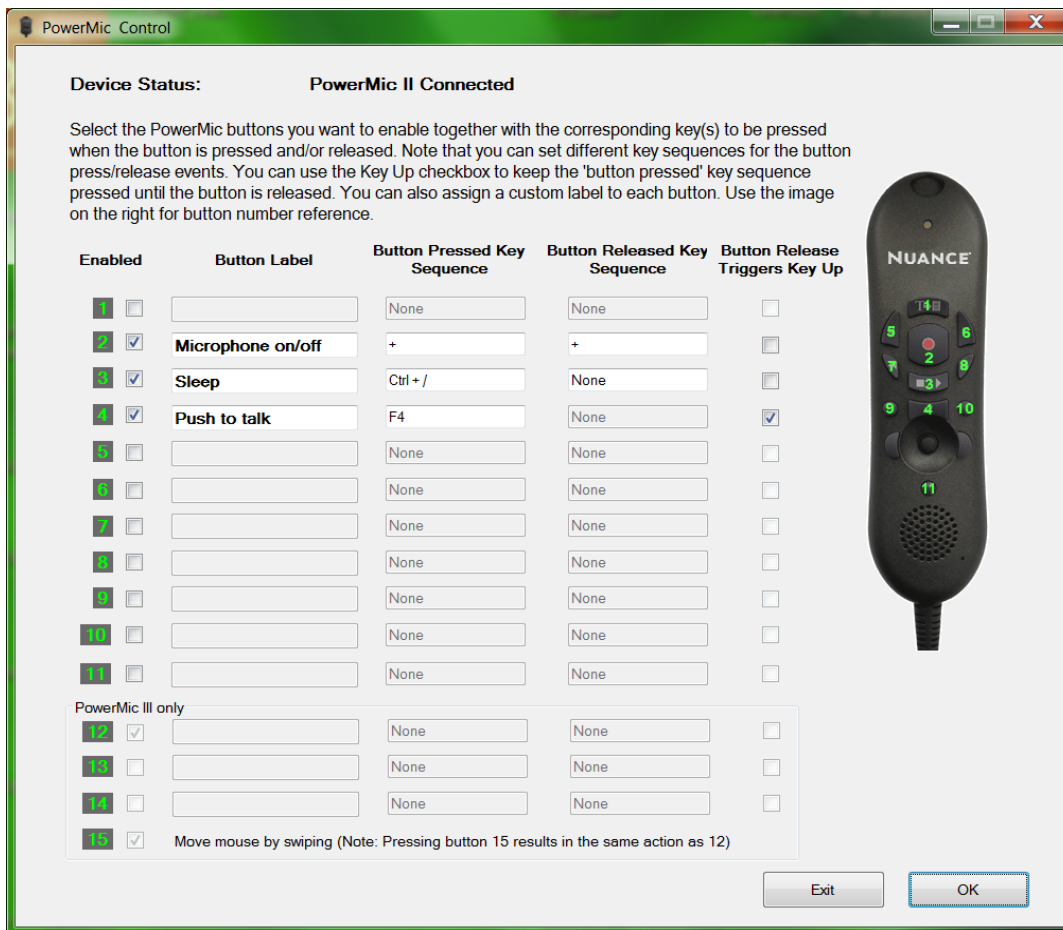 PowerMic Control
Device Status: PowerMic II Connected
Select the PowerMic buttons you want to enable together with the corresponding key(s) to be pressed
when the button is pressed and/or released. Note that you can set different key sequences for the button
press/release events. You can use the Key Up checkbox to keep the 'button pressed' key sequence
pressed until the button is released. You can also assign a custom label to each button. Use the image
on the right for button number reference.
Enabled Button Label Button Pressed Key Sequence Button Released Key Sequence Button Release Triggers Key Up
1 None None
2 Microphone on/off + +
3 Sleep Ctrl + / None
4 Push to talk F4 None
5 None None
6 None None
7 None None
8 None None
9 None None
10 None None
11 None None
PowerMic III only
12 None None
13 None None
14 None None
15 Move mouse by swiping (Note: Pressing button 15 results in the same action as 12)
NUANCE
1
5 6
2
7 8
3
9 4 10
11
Exit OK